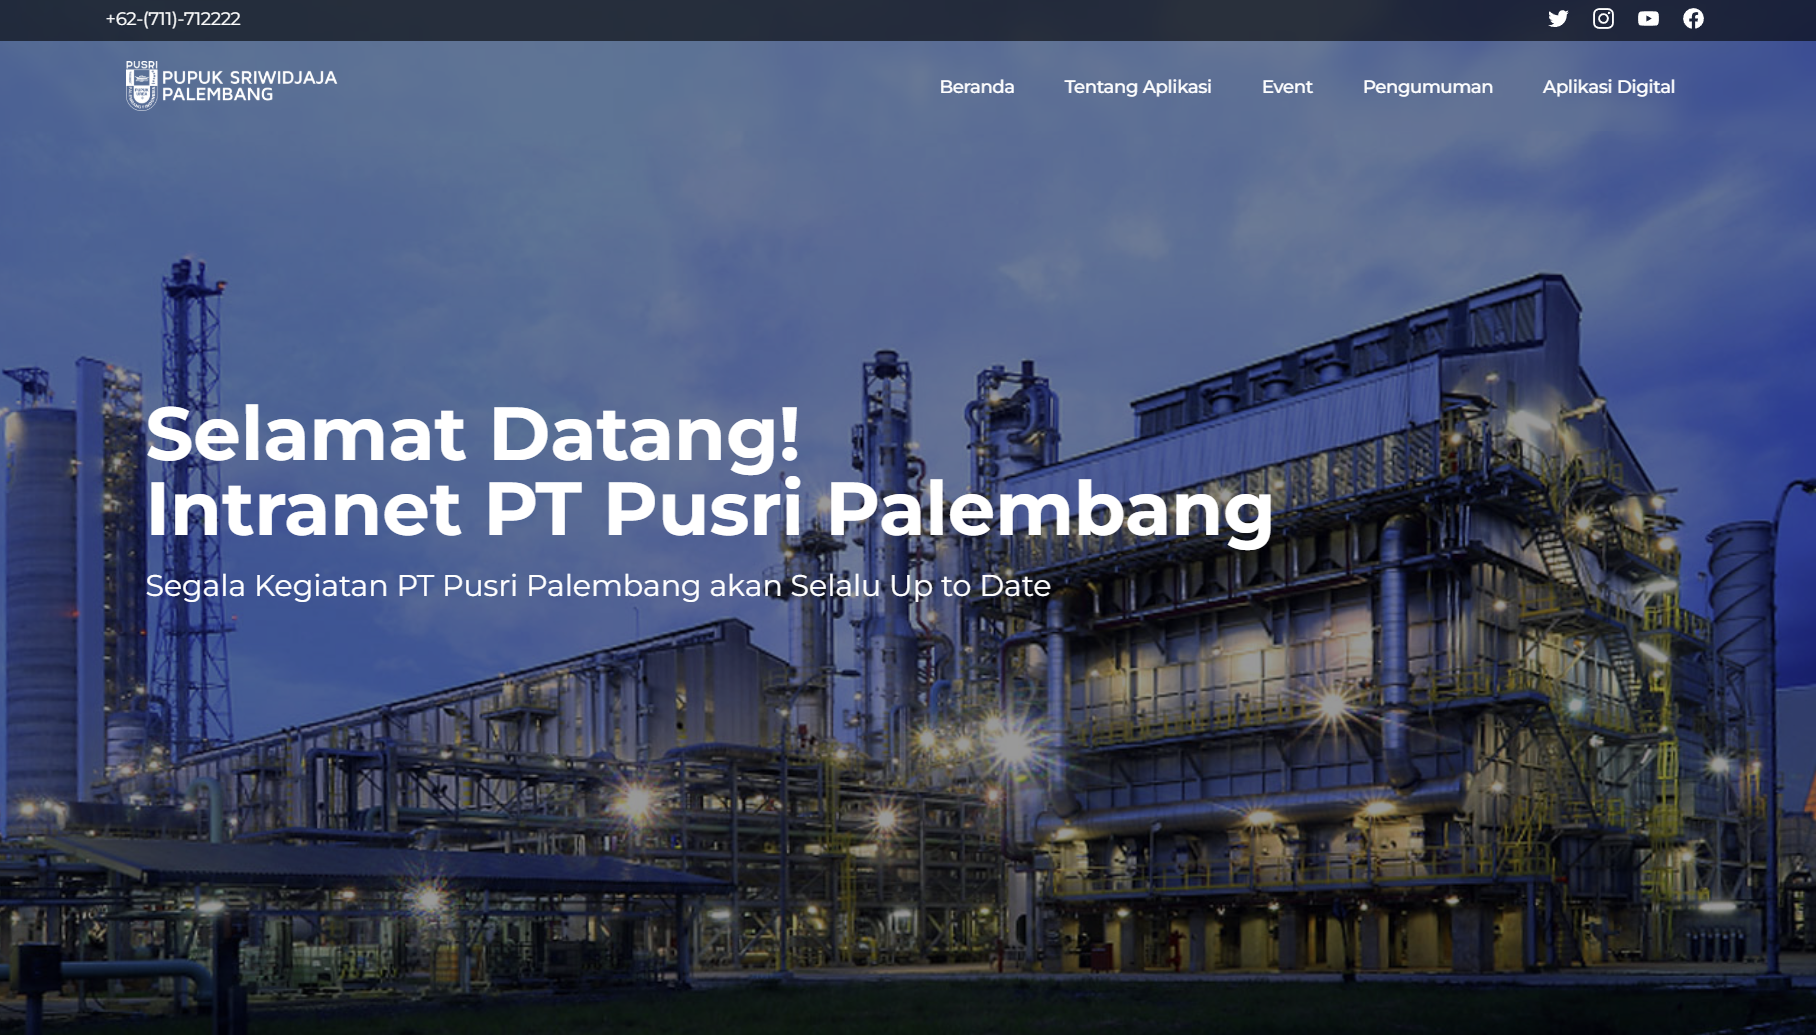 +62-(711)-712222
PUSRI
PUPUK SRIWIDJAJA
PALEMBANG
Beranda
Tentang Aplikasi
Event
Pengumuman
Aplikasi Digital
Selamat Datang!
Intranet PT Pusri Palembang
Segala Kegiatan PT Pusri Palembang akan Selalu Up to Date